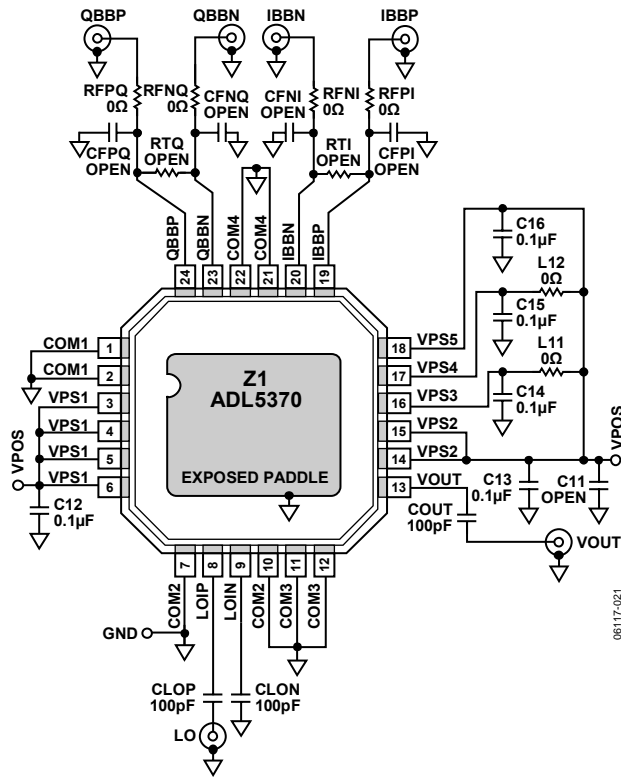 QBBP
QBBN
IBBN
IBBP
RFPQ
0Ω
RFNQ
0Ω
CFNQ
OPEN
CFNI
OPEN
RFNI
0Ω
RFPI
0Ω
CFPQ
OPEN
RTQ
OPEN
RTI
OPEN
CFPI
OPEN
QBBP
QBBN
COM4
COM4
IBBN
IBBP
24
23
22
21
20
19
C16
0.1µF
L12
0Ω
C15
0.1µF
L11
0Ω
C14
0.1µF
COM1
1
COM1
2
VPS1
3
VPS1
4
VPS1
5
VPS1
6
VPOS
C12
0.1µF
Z1
ADL5370
EXPOSED PADDLE
18
VPS5
17
VPS4
16
VPS3
15
VPS2
14
VPS2
13
VOUT
VPOS
C13
0.1µF
C11
OPEN
COUT
100pF
VOUT
7
8
9
10
11
12
COM2
LOIP
LOIN
COM2
COM3
COM3
GND
CLOP
100pF
CLON
100pF
LO
06117-021